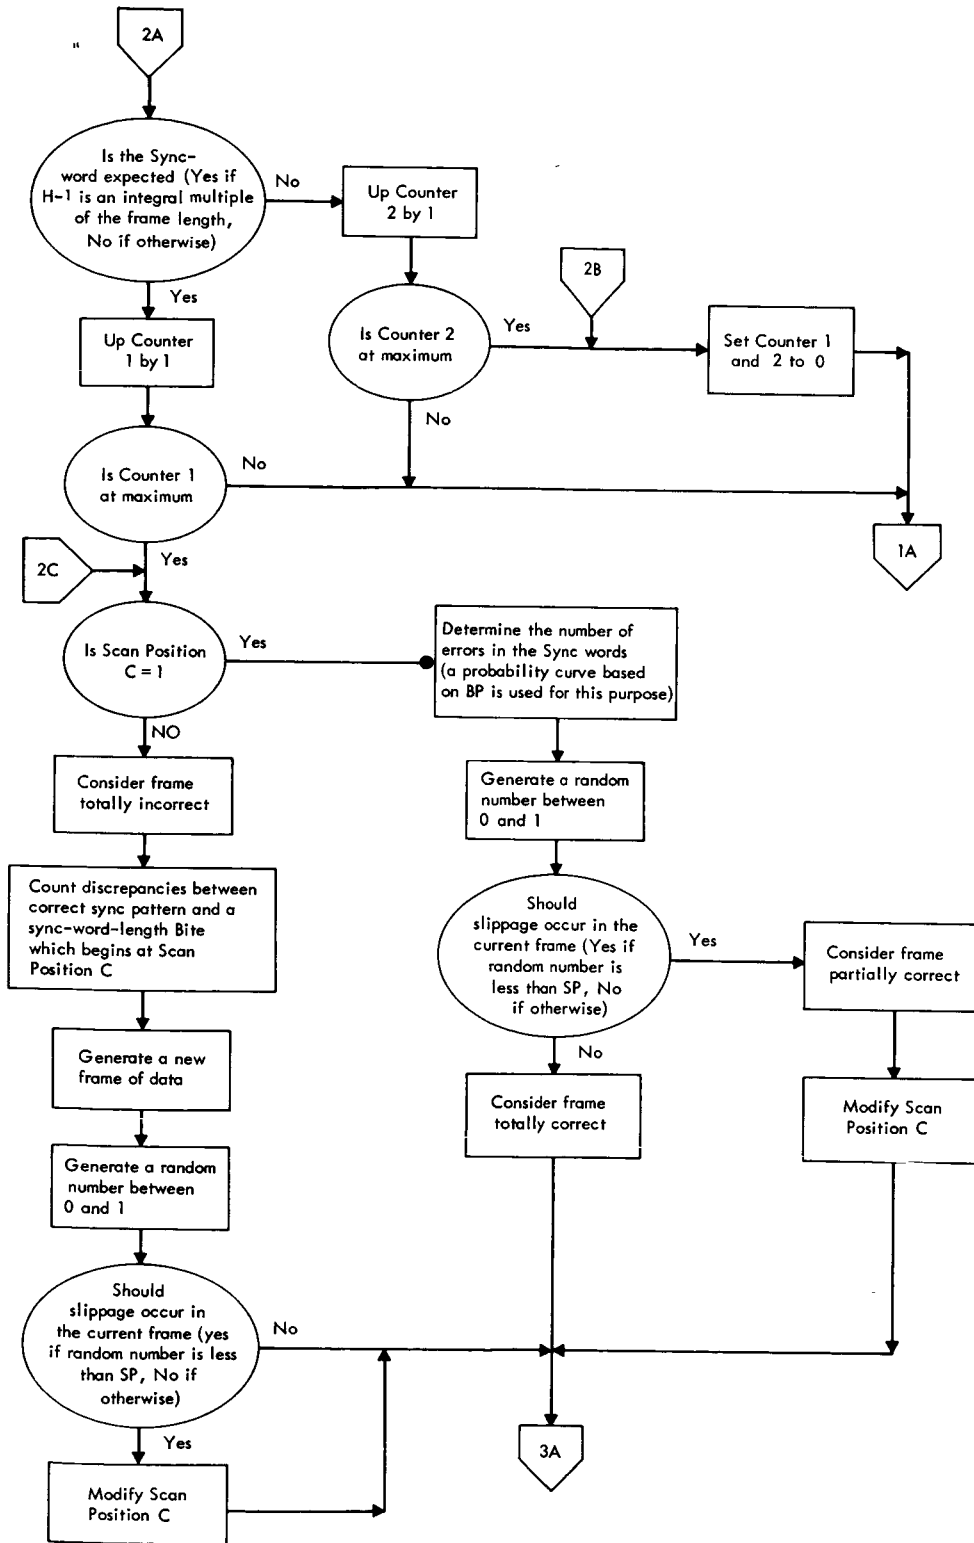 2A
Is the Sync-
word expected (Yes if
H-1 is an integral multiple
of the frame length,
No if otherwise)
No
Up Counter
2 by 1
2B
Yes
Up Counter
1 by 1
Is Counter 2
at maximum
Yes
Set Counter 1
and 2 to 0
No
Is Counter 1
at maximum
No
1A
Yes
2C
Is Scan Position
C = 1
Yes
Determine the number of
errors in the Sync words
(a probability curve based
on BP is used for this purpose)
NO
Consider frame
totally incorrect
Generate a random
number between
0 and 1
Count discrepancies between
correct sync pattern and a
sync-word-length Bite
which begins at Scan
Position C
Should
slippage occur in the
current frame (Yes if
random number is
less than SP, No
if otherwise)
Yes
Consider frame
partially correct
No
Generate a new
frame of data
Consider frame
totally correct
Modify Scan
Position C
Generate a random
number between
0 and 1
Should
slippage occur in
the current frame (yes
if random number is less
than SP, No if
otherwise)
No
Yes
3A
Modify Scan
Position C